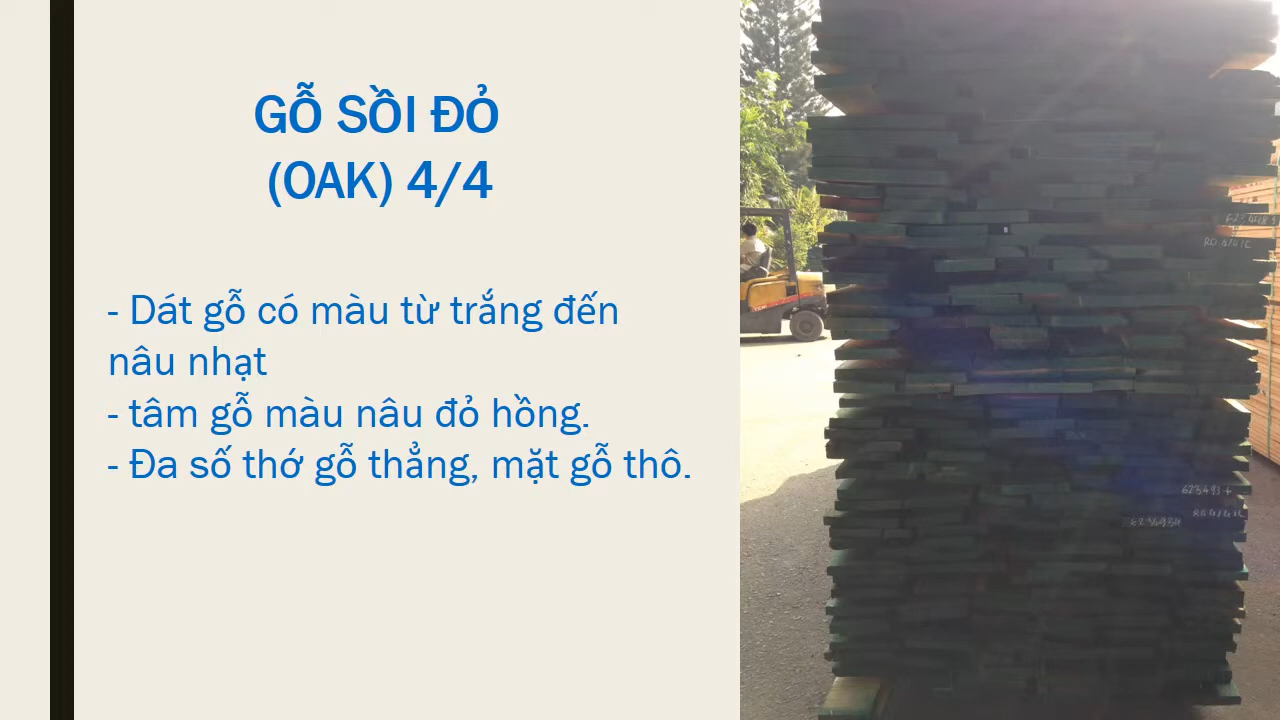 GỖ SỒI ĐỎ
(OAK) 4/4
- Dát gỗ có màu từ trắng đến
nâu nhạt
- tâm gỗ màu nâu đỏ hồng.
- Đa số thớ gỗ thẳng, mặt gỗ thô.